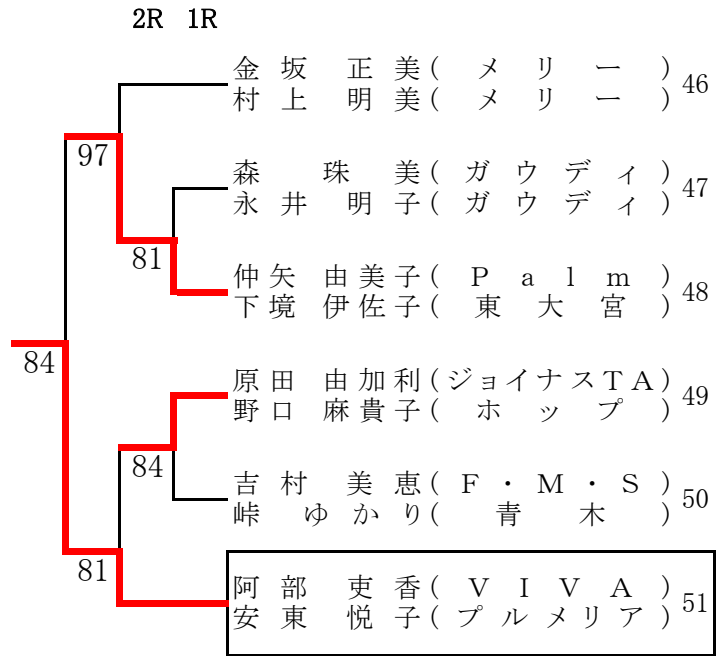 2R 1R
金坂 正美(メリー) 46
村上 明美(メリー)
97
森 珠美(ガウディ) 47
永井 明子(ガウディ)
81
仲矢 由美子(Palm) 48
下境 伊佐子(東大宮)
84
原田 由加利(ジョイナスTA) 49
野口 麻貴子(ホップ)
84
吉村 美恵(F・M・S) 50
峠 ゆかり(青木)
81
阿部 吏香(VIVA) 51
安東 悦子(プルメリア)